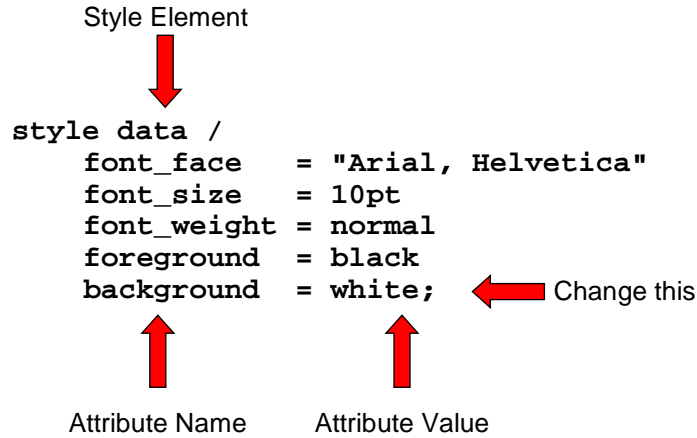 Style Element
style data /
font_face = "Arial, Helvetica"
font_size = 10pt
font_weight = normal
foreground = black
background = white;
Change this
Attribute Name
Attribute Value